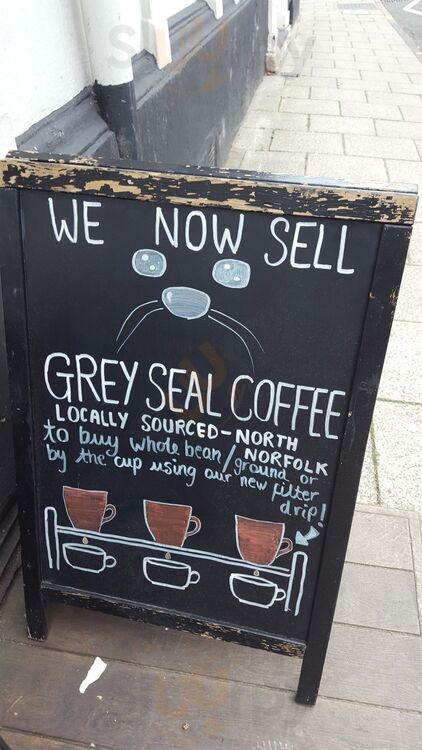 WE NOW SELL
GREY SEAL COFFEE
LOCALLY SOURCED - NORTH
NORFOLK
to buy whole bean/ground or
by the cup using our new filter
drip!